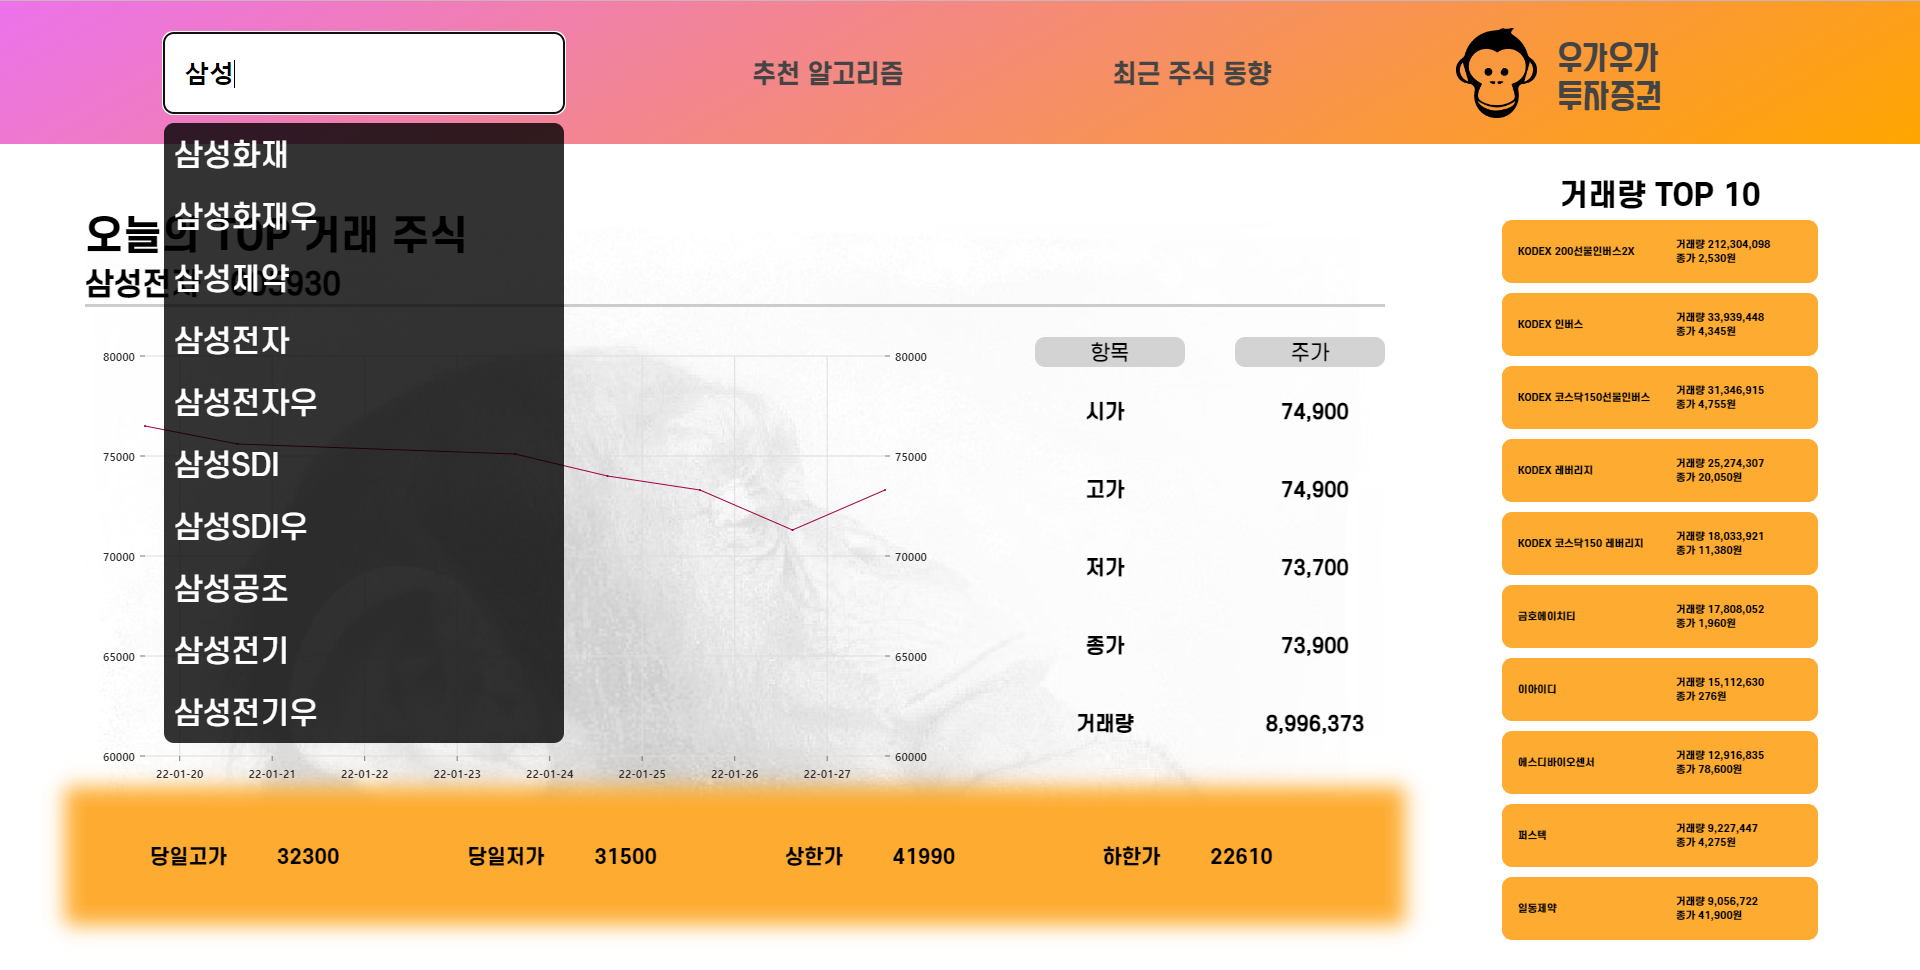 삼성
추천 알고리즘
최근 주식 동향
우가우가
투자증권
삼성화재
삼성화재우
삼성제약
삼성전자
삼성전자우
삼성SDI
삼성SDI우
삼성공조
삼성전기
삼성전기우
오늘의 TOP 거래 주식
삼성전자 005930
80000
75000
70000
65000
60000
80000
75000
70000
65000
60000
22-01-20 22-01-21 22-01-22 22-01-23 22-01-24 22-01-25 22-01-26 22-01-27
항목 주가
시가 74,900
고가 74,900
저가 73,700
종가 73,900
거래량 8,996,373
당일고가 32300 당일저가 31500 상한가 41990 하한가 22610
거래량 TOP 10
KODEX 200선물인버스2X
거래량 212,304,098
종가 2,530원
KODEX 인버스
거래량 33,939,448
종가 4,345원
KODEX 코스닥150선물인버스
거래량 31,346,915
종가 4,755원
KODEX 레버리지
거래량 25,274,307
종가 20,050원
KODEX 코스닥150 레버리지
거래량 18,033,921
종가 11,380원
금호에이치티
거래량 17,808,052
종가 1,960원
이아이디
거래량 15,112,630
종가 276원
에스디바이오센서
거래량 12,916,835
종가 78,600원
퍼스텍
거래량 9,227,447
종가 4,275원
일동제약
거래량 9,056,722
종가 41,900원